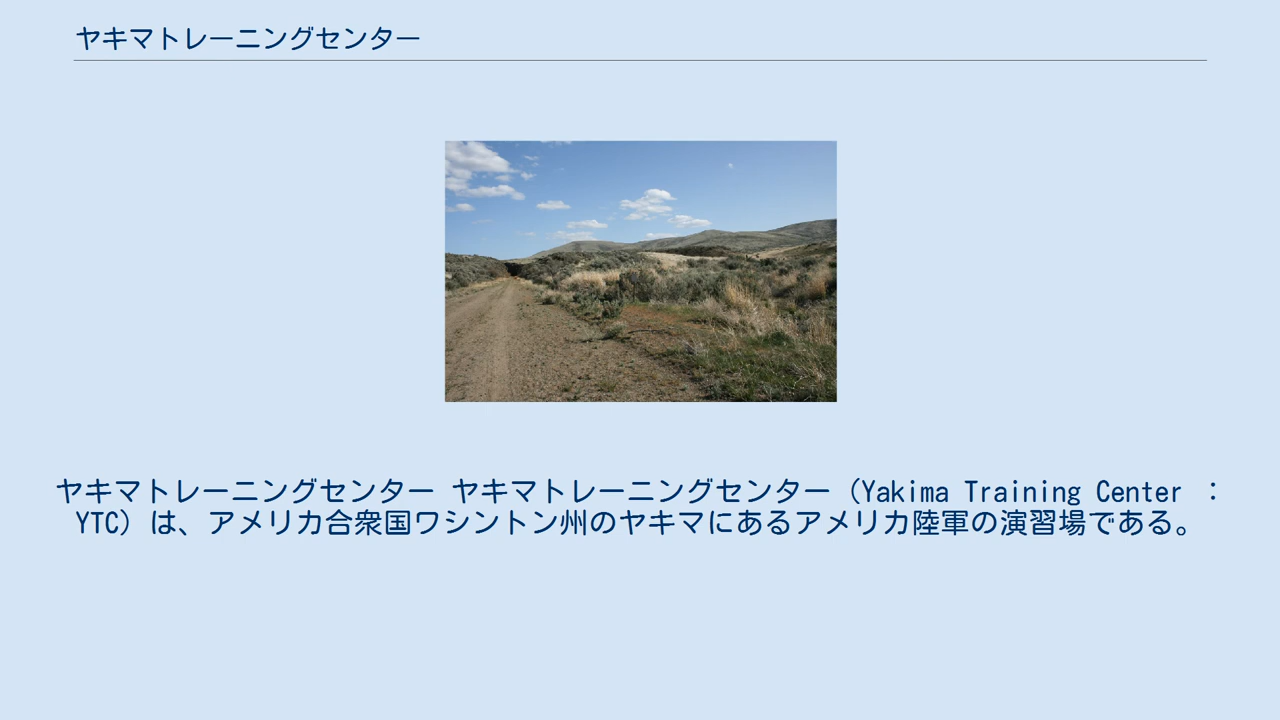 ヤキマトレーニングセンター
ヤキマトレーニングセンター ヤキマトレーニングセンター（Yakima Training Center ：
YTC）は、アメリカ合衆国ワシントン州のヤキマにあるアメリカ陸軍の演習場である。